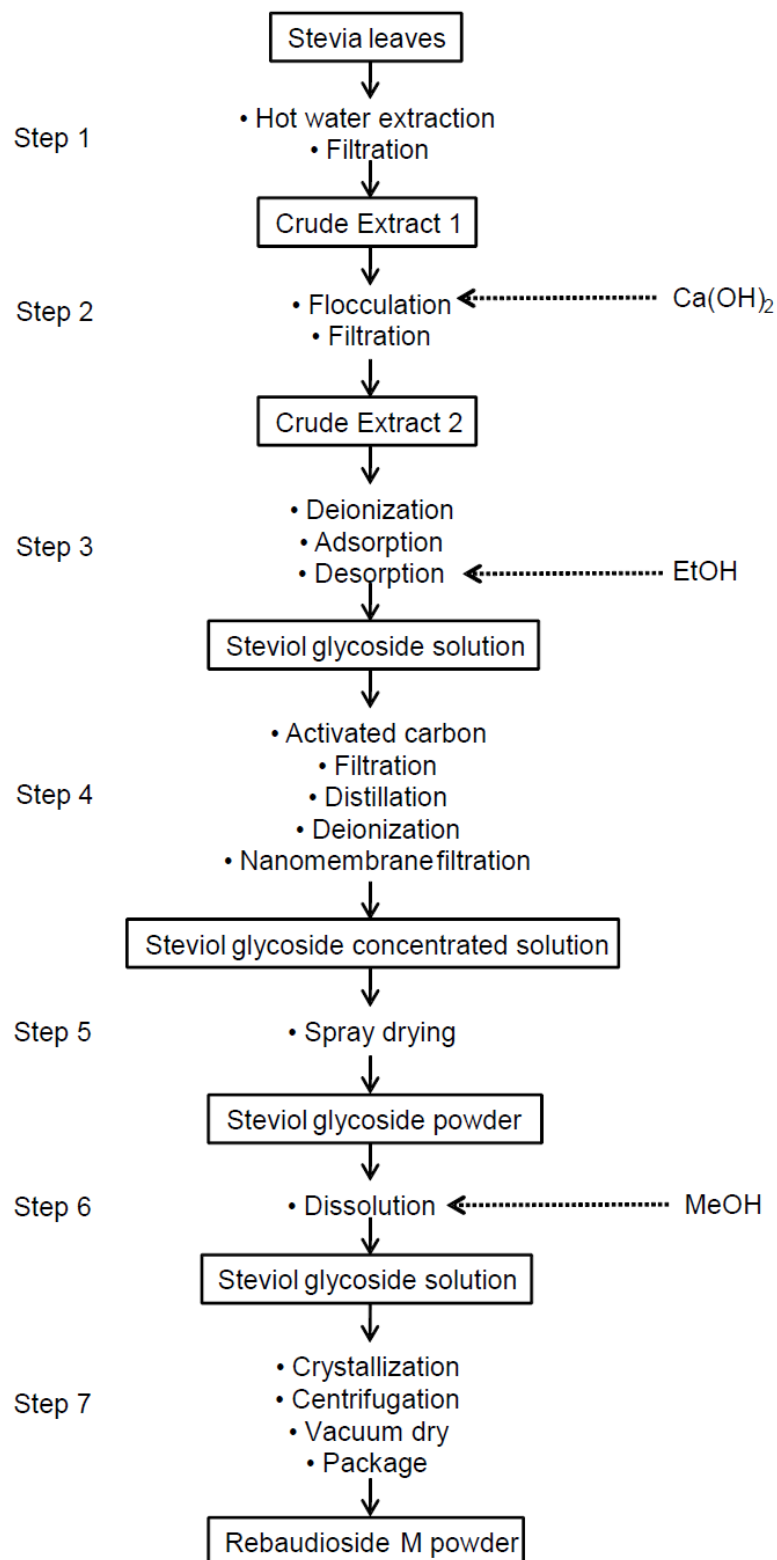 Stevia leaves
Step 1
• Hot water extraction
• Filtration
Crude Extract 1
Step 2
• Flocculation
Ca(OH)₂
• Filtration
Crude Extract 2
Step 3
• Deionization
• Adsorption
• Desorption
EtOH
Steviol glycoside solution
Step 4
• Activated carbon
• Filtration
• Distillation
• Deionization
• Nanomembrane filtration
Steviol glycoside concentrated solution
Step 5
• Spray drying
Steviol glycoside powder
Step 6
• Dissolution
MeOH
Steviol glycoside solution
Step 7
• Crystallization
• Centrifugation
• Vacuum dry
• Package
Rebaudioside M powder